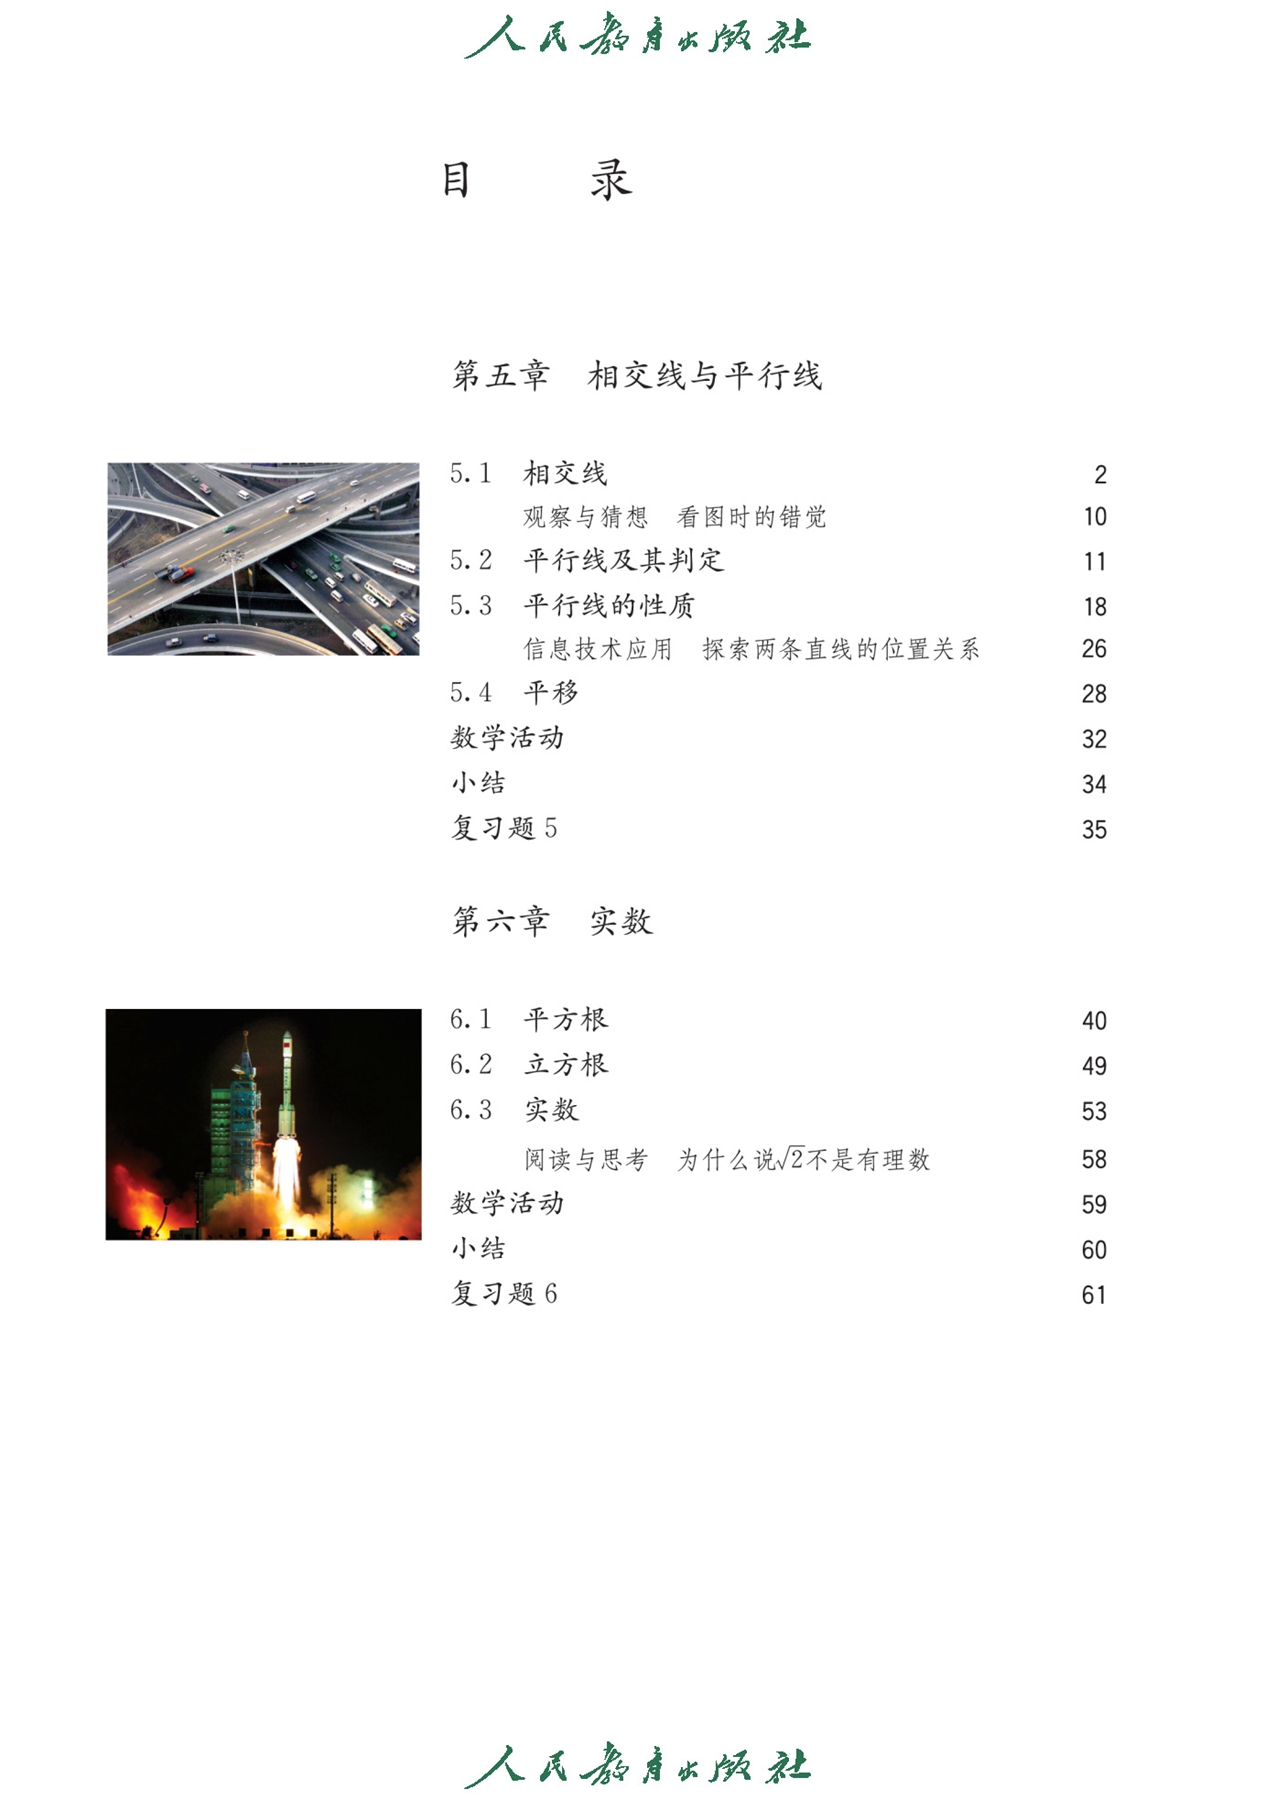 人民教育出版社
目 录
第五章 相交线与平行线
5.1 相交线 2
观察与猜想 看图时的错觉 10
5.2 平行线及其判定 11
5.3 平行线的性质 18
信息技术应用 探索两条直线的位置关系 26
5.4 平移 28
数学活动 32
小结 34
复习题 5 35
第六章 实数
6.1 平方根 40
6.2 立方根 49
6.3 实数 53
阅读与思考 为什么说√2不是有理数 58
数学活动 59
小结 60
复习题 6 61
人民教育出版社